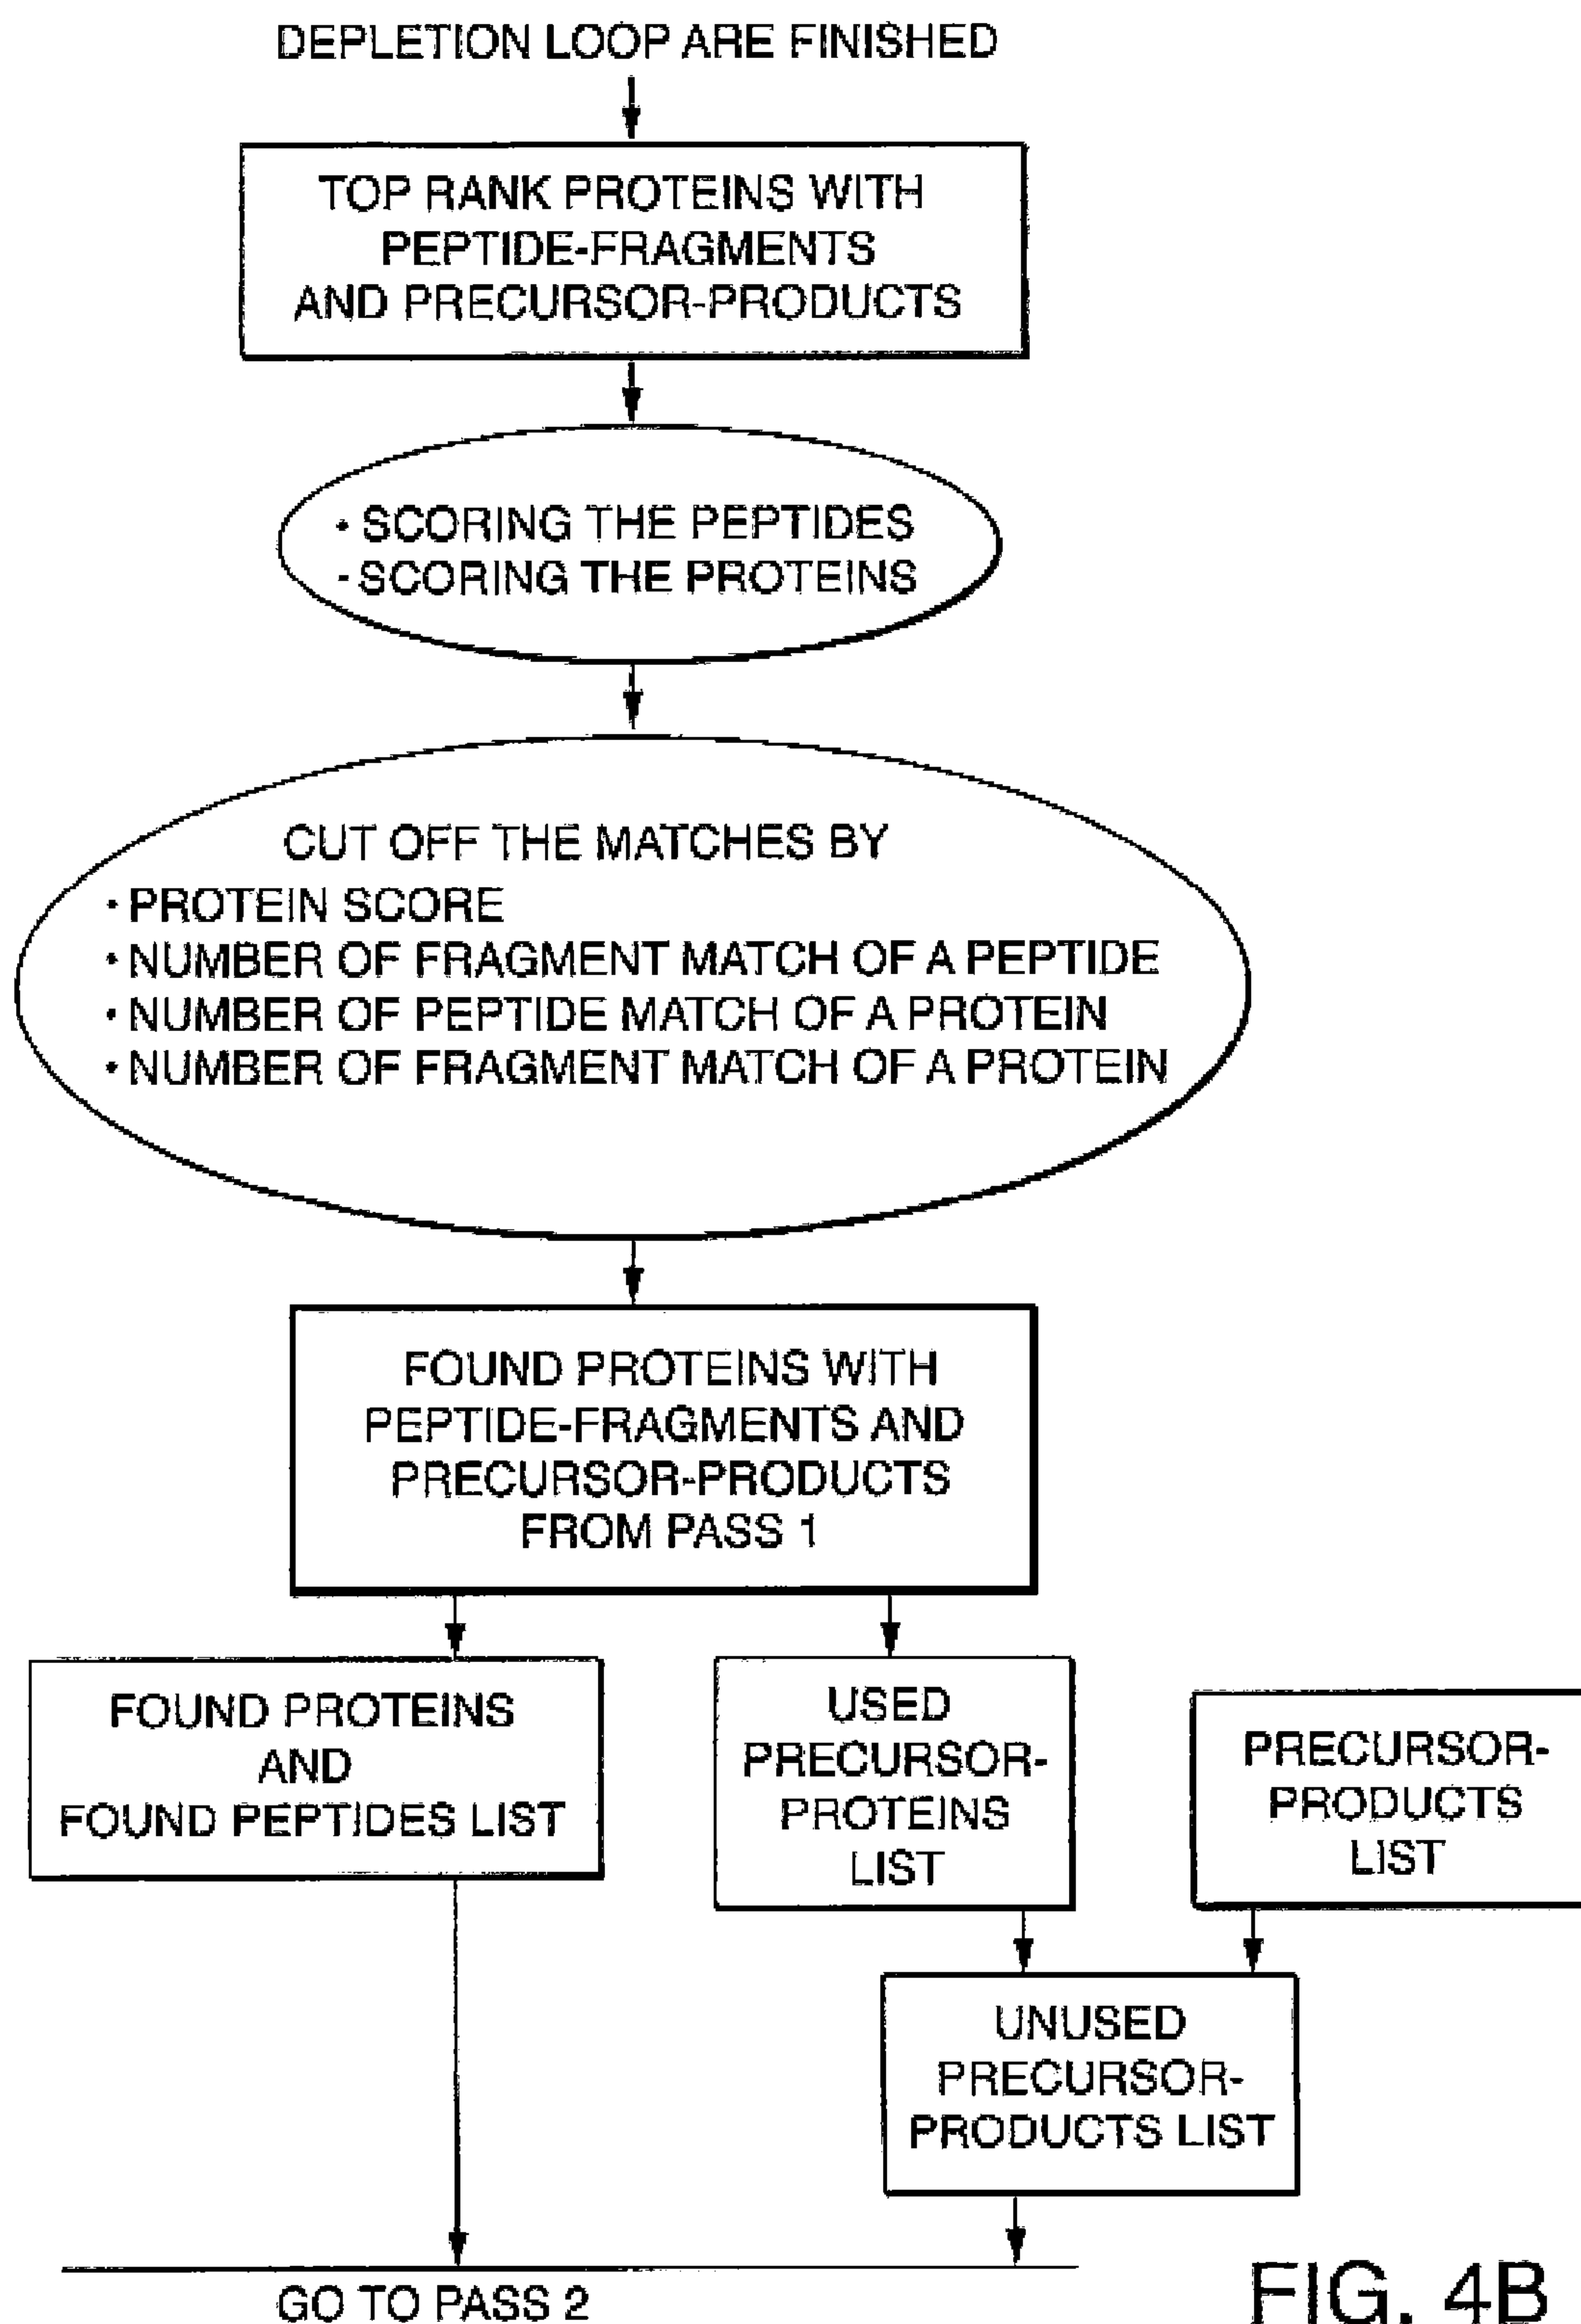 DEPLETION LOOP ARE FINISHED
TOP RANK PROTEINS WITH
PEPTIDE-FRAGMENTS
AND PRECURSOR-PRODUCTS
• SCORING THE PEPTIDES
- SCORING THE PROTEINS
CUT OFF THE MATCHES BY
• PROTEIN SCORE
• NUMBER OF FRAGMENT MATCH OF A PEPTIDE
• NUMBER OF PEPTIDE MATCH OF A PROTEIN
• NUMBER OF FRAGMENT MATCH OF A PROTEIN
FOUND PROTEINS WITH
PEPTIDE-FRAGMENTS AND
PRECURSOR-PRODUCTS
FROM PASS 1
FOUND PROTEINS
AND
FOUND PEPTIDES LIST
USED
PRECURSOR-
PROTEINS
LIST
PRECURSOR-
PRODUCTS
LIST
UNUSED
PRECURSOR-
PRODUCTS LIST
GO TO PASS 2
FIG. 4B